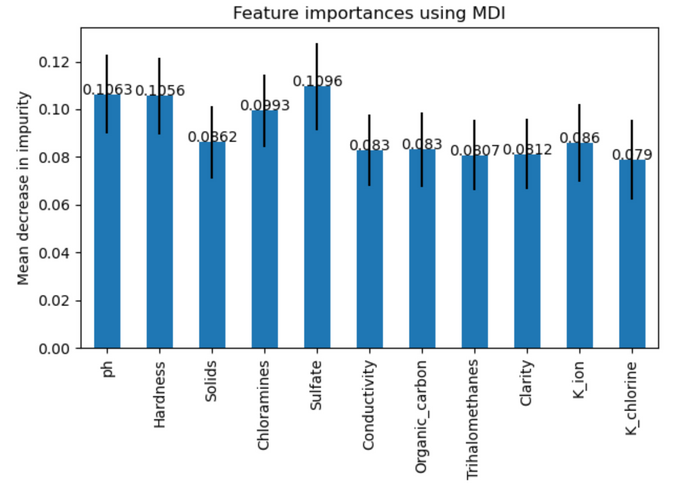 Feature importances using MDI
Mean decrease in impurity
0.12
0.10
0.08
0.06
0.04
0.02
0.00
0.1063
0.1056
0.0862
0.0993
0.1096
0.083
0.083
0.0807
0.0812
0.086
0.079
ph
Hardness
Solids
Chloramines
Sulfate
Conductivity
Organic_carbon
Trihalomethanes
Clarity
K_ion
K_chlorine